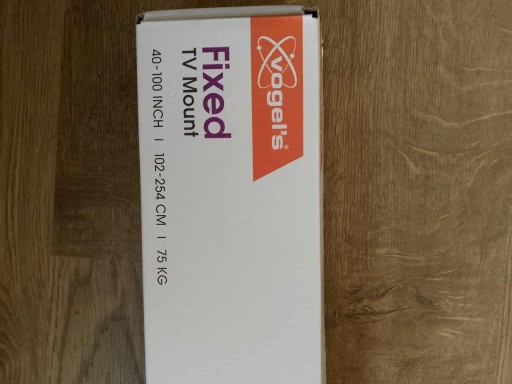 vogel's®
Fixed
TV Mount
40-100 INCH | 102-254 CM | 75 KG